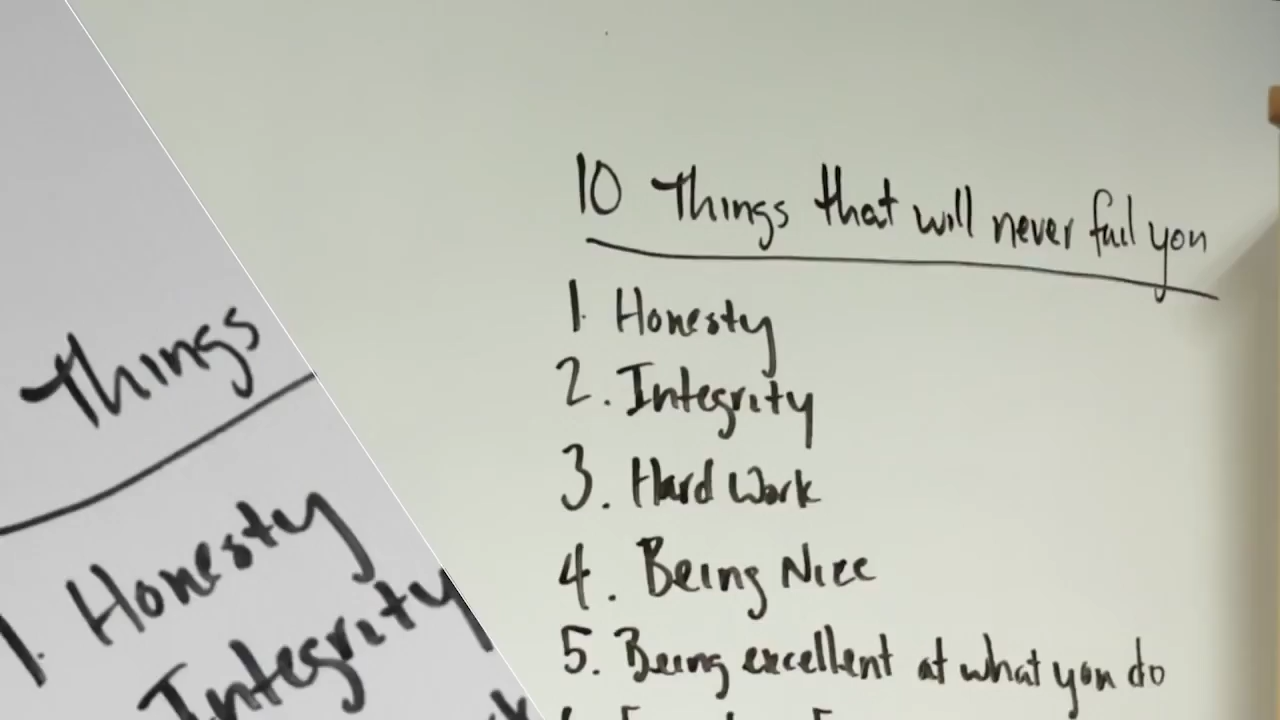 Things
1. Honesty
Integrity
10 Things that will never fail you
1. Honesty
2. Integrity
3. Hard Work
4. Being Nice
5. Being excellent at what you do